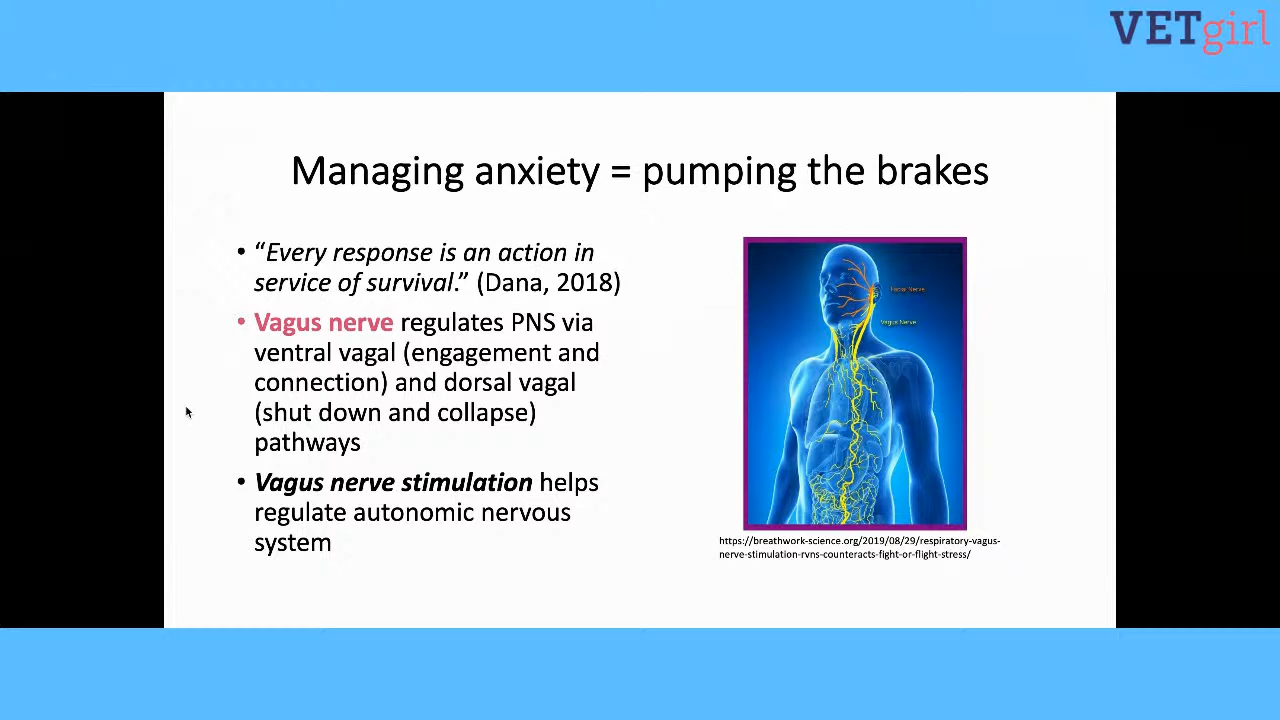 VETgirl
Managing anxiety = pumping the brakes
• “Every response is an action in
service of survival.” (Dana, 2018)
• Vagus nerve regulates PNS via
ventral vagal (engagement and
connection) and dorsal vagal
(shut down and collapse)
pathways
• Vagus nerve stimulation helps
regulate autonomic nervous
system
Facial Nerve
Vagus Nerve
https://breathwork-science.org/2019/08/29/respiratory-vagus-
nerve-stimulation-rvns-counteracts-fight-or-flight-stress/